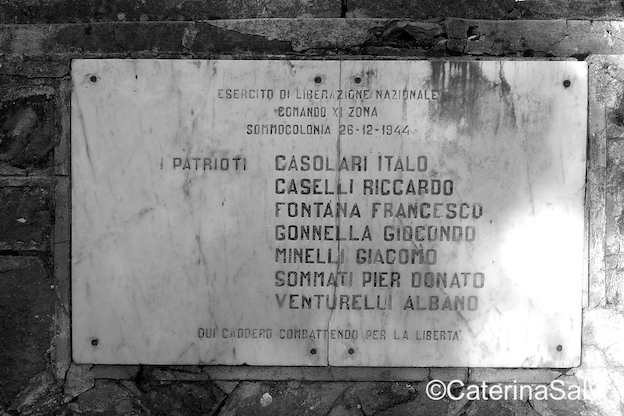 ESERCITO DI LIBERAZIONE NAZIONALE
COMANDO XI ZONA
SOMMOCOLONIA 26-12-1944
I PATRIOTI CASOLARI ITALO
CASELLI RICCARDO
FONTANA FRANCESCO
GONNELLA GIOCONDO
MINELLI GIACOMO
SOMMATI PIER DONATO
VENTURELLI ALBANO
QUI CADDERO COMBATTENDO PER LA LIBERTA'
©CaterinaSalv